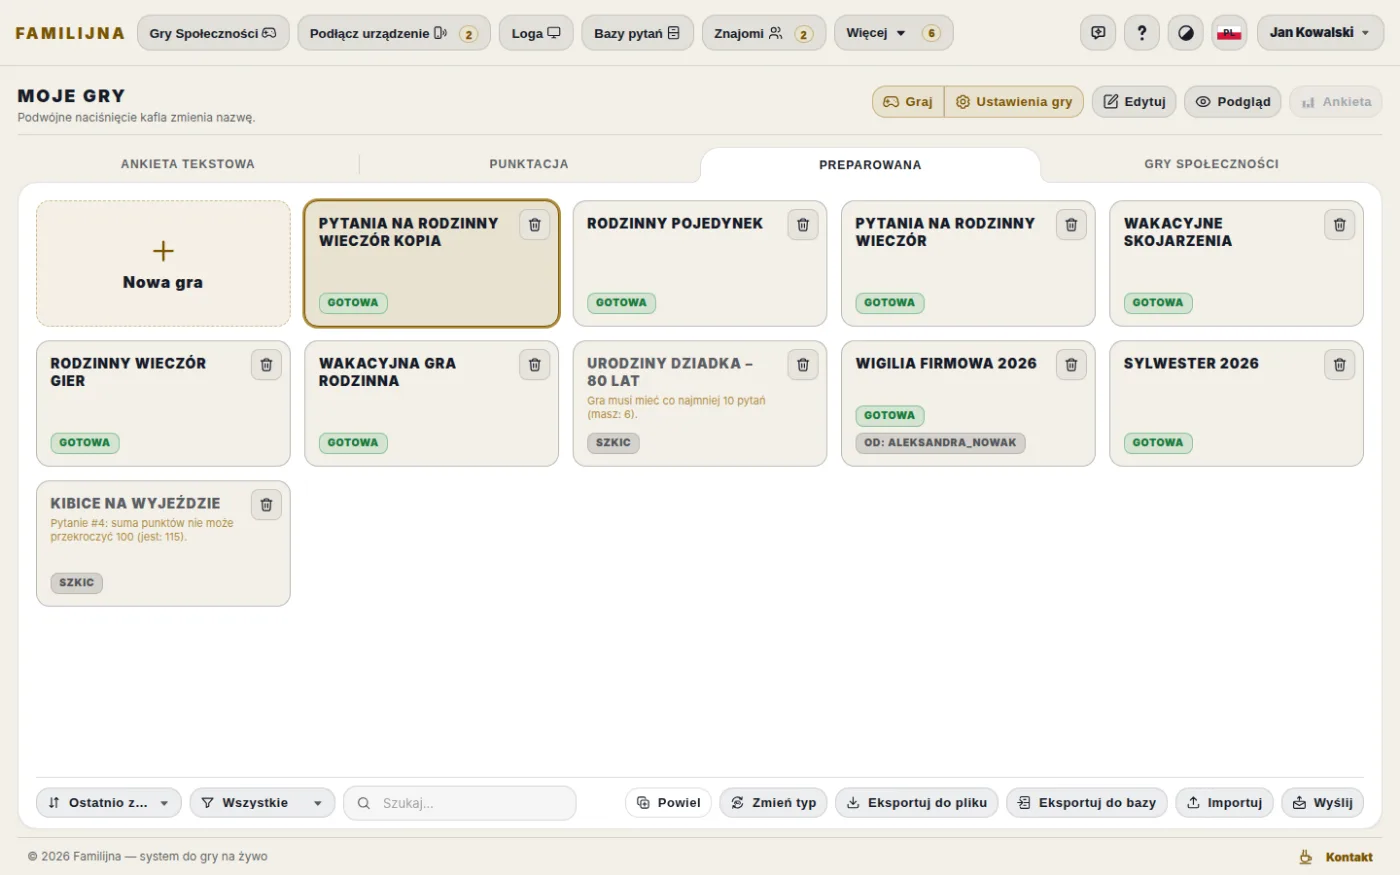 FAMILIJNA
Gry Społeczności
Podłącz urządzenie 2
Loga
Bazy pytań
Znajomi 2
Więcej 6
?
PL
Jan Kowalski
MOJE GRY
Podwójne naciśnięcie kafla zmienia nazwę.
Graj
Ustawienia gry
Edytuj
Podgląd
Ankieta
ANKIETA TEKSTOWA
PUNKTACJA
PREPAROWANA
GRY SPOŁECZNOŚCI
Nowa gra
PYTANIA NA RODZINNY
WIECZÓR KOPIA
GOTOWA
RODZINNY POJEDYNEK
GOTOWA
PYTANIA NA RODZINNY
WIECZÓR
GOTOWA
WAKACYJNE
SKOJARZENIA
GOTOWA
RODZINNY WIECZÓR
GIER
GOTOWA
WAKACYJNA GRA
RODZINNA
GOTOWA
URODZINY DZIADKA –
80 LAT
Gra musi mieć co najmniej 10 pytań
(masz: 6).
SZKIC
WIGILIA FIRMOWA 2026
GOTOWA
OD: ALEKSANDRA_NOWAK
SYLWESTER 2026
GOTOWA
KIBICE NA WYJEŹDZIE
Pytanie #4: suma punktów nie może
przekroczyć 100 (jest: 115).
SZKIC
Ostatnio z...
Wszystkie
Szukaj...
Powiel
Zmień typ
Eksportuj do pliku
Eksportuj do bazy
Importuj
Wyślij
© 2026 Familijna — system do gry na żywo
Kontakt